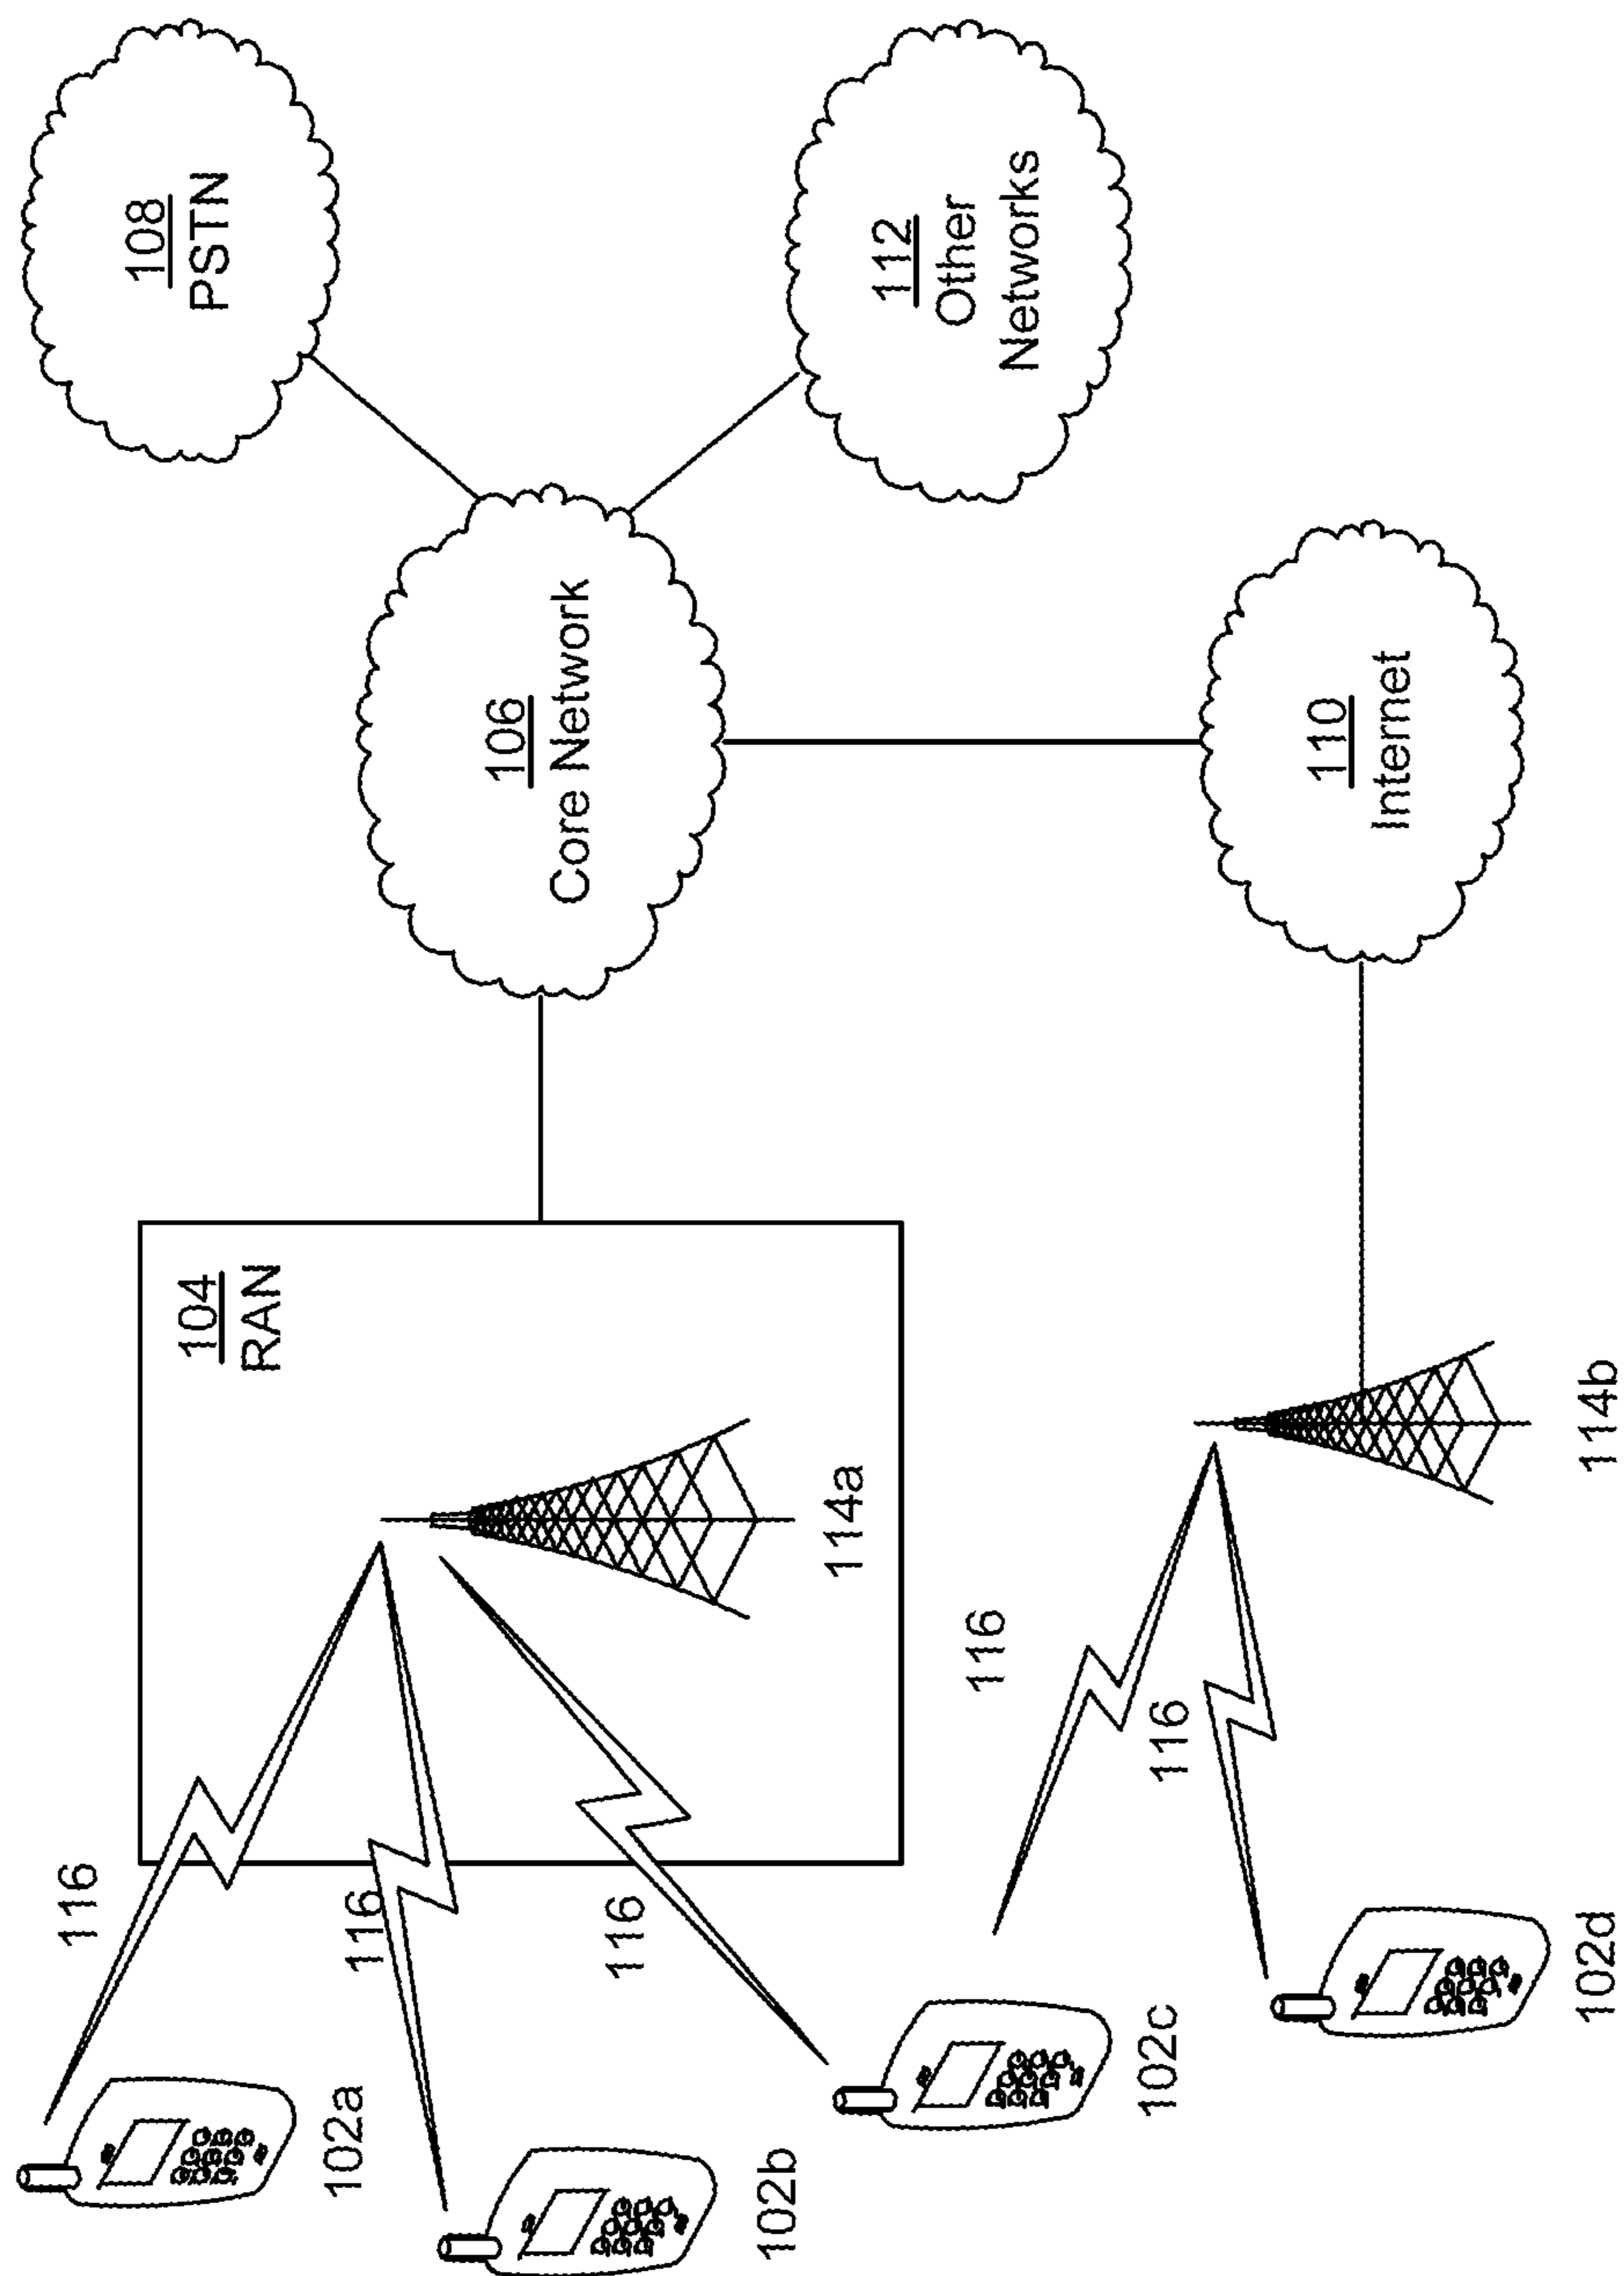 108
PSTN
106
Core Network
112
Other
Networks
104
RAN
110
Internet
114a
114b
116
116
116
116
116
102a
102b
102c
102d